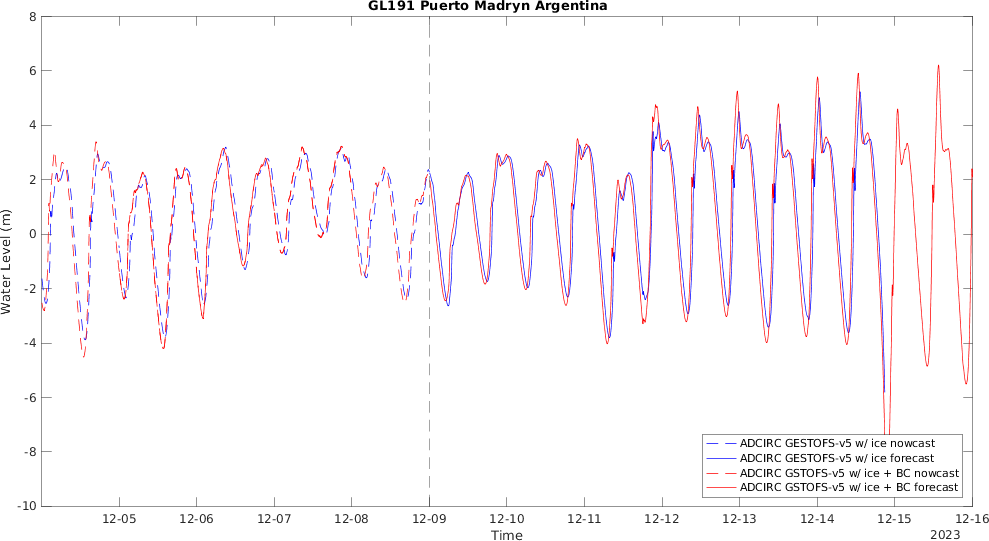 GL191 Puerto Madryn Argentina
8
6
4
2
0
-2
-4
-6
-8
-10
Water Level (m)
ADCIRC GESTOFS-v5 w/ ice nowcast
ADCIRC GESTOFS-v5 w/ ice forecast
ADCIRC GSTOFS-v5 w/ ice + BC nowcast
ADCIRC GSTOFS-v5 w/ ice + BC forecast
12-05 12-06 12-07 12-08 12-09 12-10 12-11 12-12 12-13 12-14 12-15 12-16
Time
2023